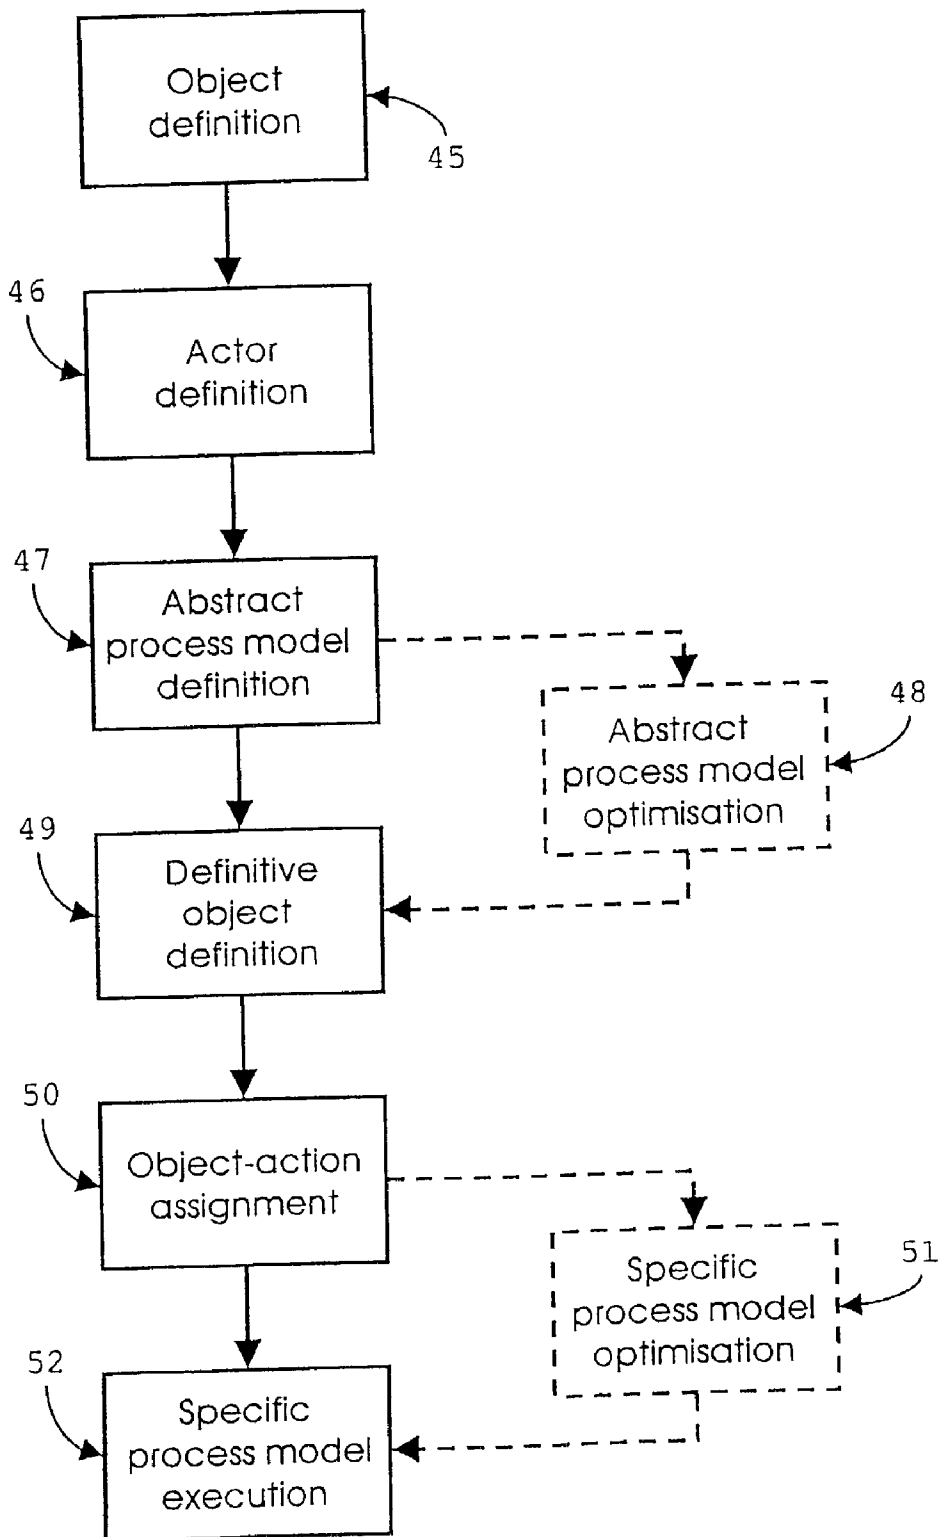 Object
definition
45
46
Actor
definition
47
Abstract
process model
definition
48
Abstract
process model
optimisation
49
Definitive
object
definition
50
Object-action
assignment
51
Specific
process model
optimisation
52
Specific
process model
execution